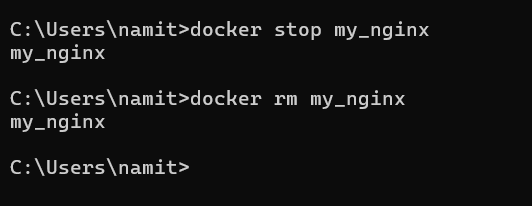 C:\Users\namit>docker stop my_nginx
my_nginx
C:\Users\namit>docker rm my_nginx
my_nginx
C:\Users\namit>